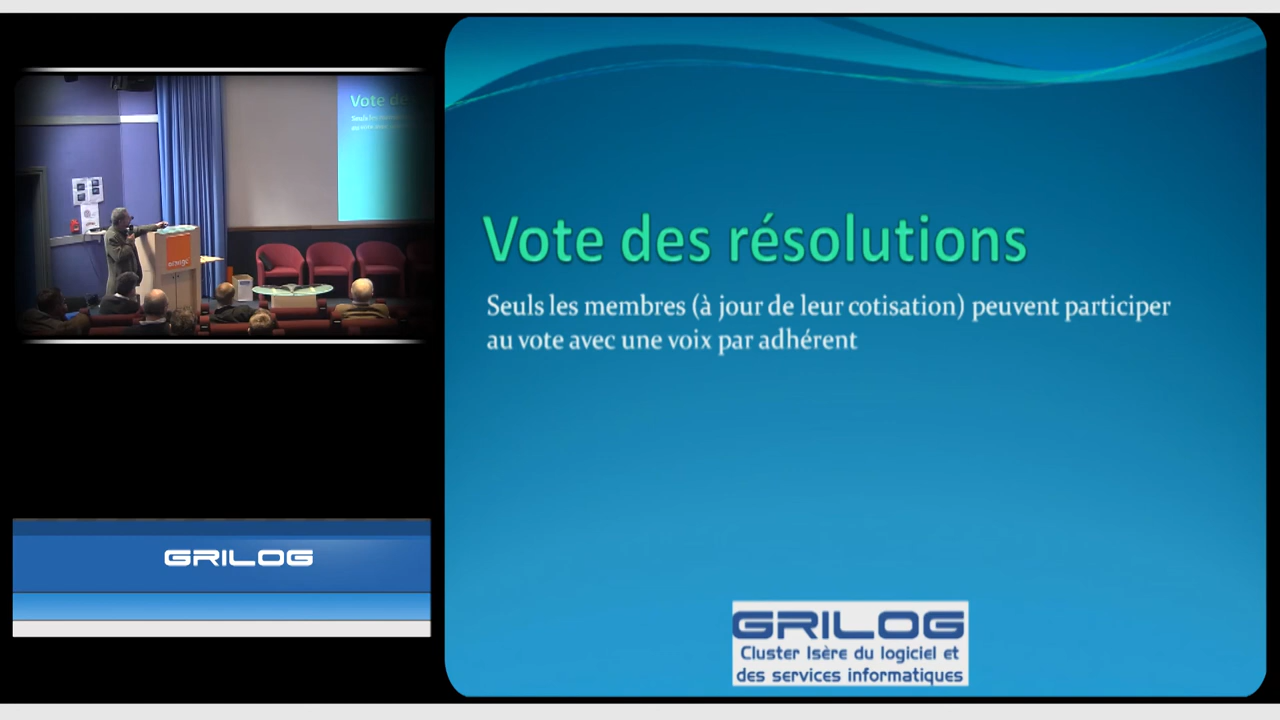 Vote des
GRILOG
Vote des résolutions
Seuls les membres (à jour de leur cotisation) peuvent participer
au vote avec une voix par adhérent
GRILOG
Cluster Isère du logiciel et
des services informatiques